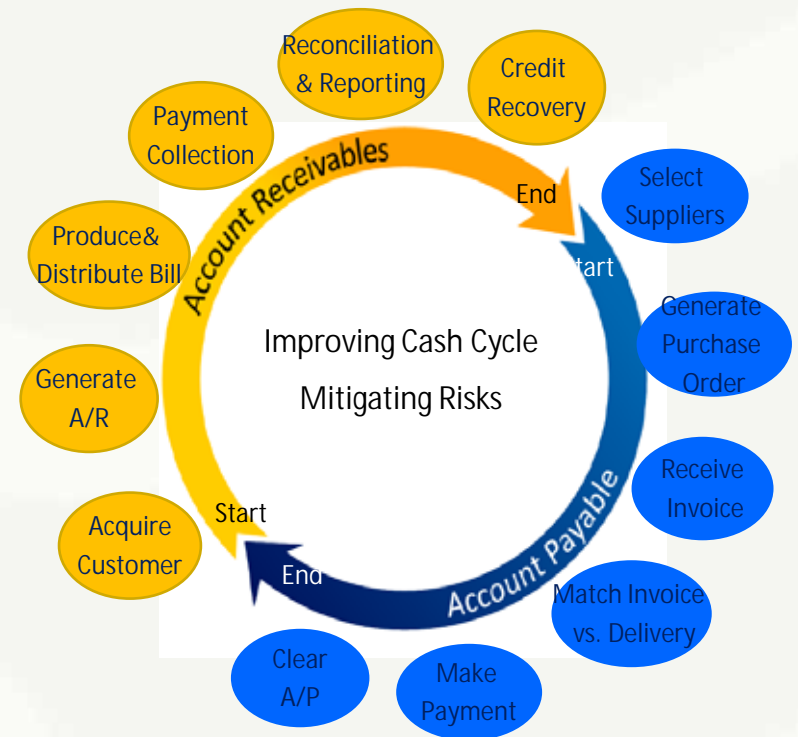 Reconciliation
& Reporting
Credit
Recovery
Payment
Collection
Select
Suppliers
Account Receivables
End
Produce&
Distribute Bill
tart
Generate
Purchase
Order
Improving Cash Cycle
Mitigating Risks
Generate
A/R
Receive
Invoice
Start
Acquire
Customer
Account Payable
End
Match Invoice
vs. Delivery
Clear
A/P
Make
Payment